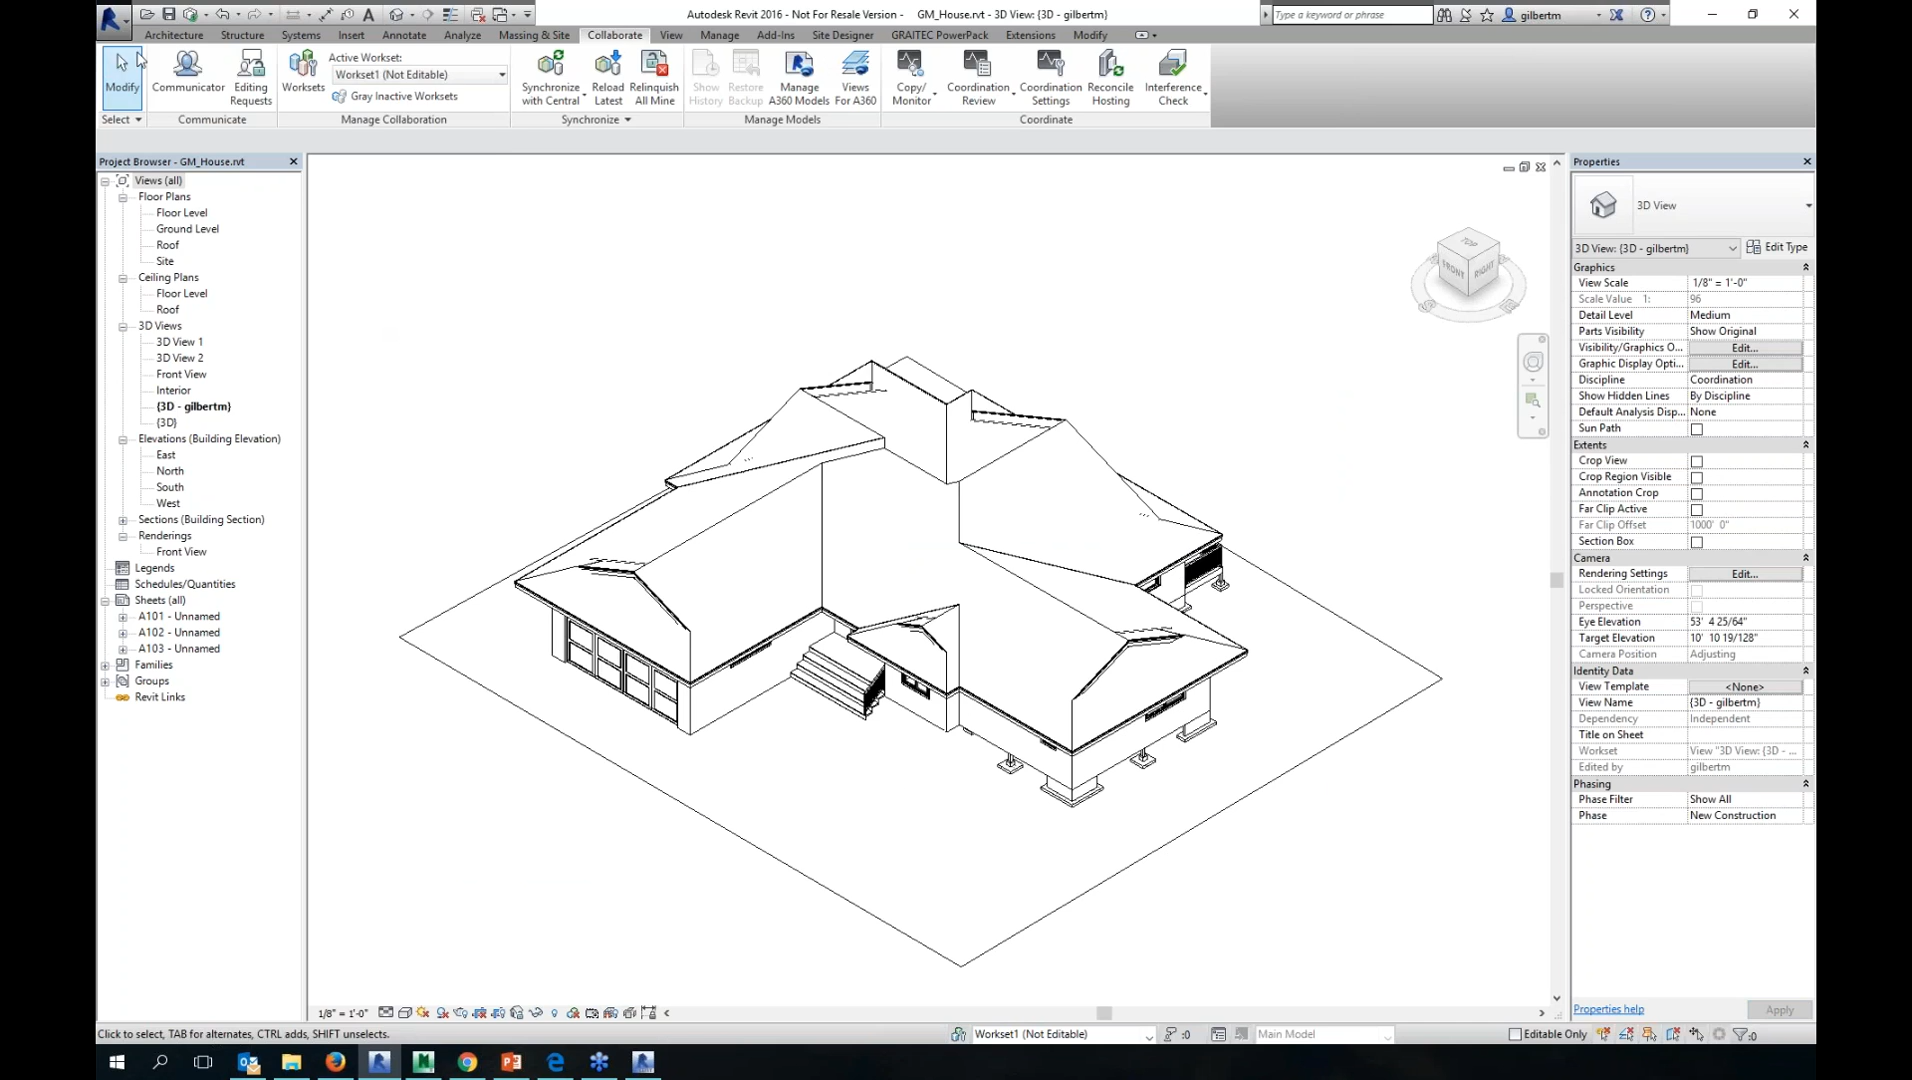 Autodesk Revit 2016 - Not For Resale Version - GM_House.rvt - 3D View: {3D - gilbertm}
Type a keyword or phrase
gilbertm
Architecture Structure Systems Insert Annotate Analyze Massing & Site Collaborate View Manage Add-Ins Site Designer GRAITEC PowerPack Extensions Modify
Modify
Communicator
Editing Requests
Worksets
Active Workset:
Workset1 (Not Editable)
Gray Inactive Worksets
Synchronize with Central
Reload Latest
Relinquish All Mine
Show History
Restore Backup
Manage A360 Models
Views For A360
Copy/ Monitor
Coordination Review
Coordination Settings
Reconcile Hosting
Interference Check
Select Communicate Manage Collaboration Synchronize Manage Models Coordinate
Project Browser - GM_House.rvt
Views (all)
Floor Plans
Floor Level
Ground Level
Roof
Site
Ceiling Plans
Floor Level
Roof
3D Views
3D View 1
3D View 2
Front View
Interior
{3D - gilbertm}
{3D}
Elevations (Building Elevation)
East
North
South
West
Sections (Building Section)
Renderings
Front View
Legends
Schedules/Quantities
Sheets (all)
A101 - Unnamed
A102 - Unnamed
A103 - Unnamed
Families
Groups
Revit Links
TOP
FRONT RIGHT
Properties
3D View
3D View: {3D - gilbertm} Edit Type
Graphics
View Scale 1/8" = 1'-0"
Scale Value 1: 96
Detail Level Medium
Parts Visibility Show Original
Visibility/Graphics O... Edit...
Graphic Display Opti... Edit...
Discipline Coordination
Show Hidden Lines By Discipline
Default Analysis Disp... None
Sun Path
Extents
Crop View
Crop Region Visible
Annotation Crop
Far Clip Active
Far Clip Offset 1000' 0"
Section Box
Camera
Rendering Settings Edit...
Locked Orientation
Perspective
Eye Elevation 53' 4 25/64"
Target Elevation 10' 10 19/128"
Camera Position Adjusting
Identity Data
View Template <None>
View Name {3D - gilbertm}
Dependency Independent
Title on Sheet
Workset View "3D View: {3D - ...
Edited by gilbertm
Phasing
Phase Filter Show All
Phase New Construction
Properties help Apply
1/8" = 1'-0"
Click to select, TAB for alternates, CTRL adds, SHIFT unselects.
Workset1 (Not Editable) :0 Main Model Editable Only :0